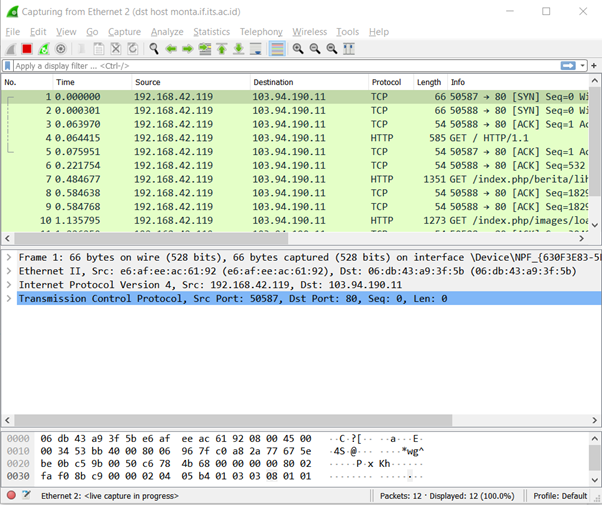 Capturing from Ethernet 2 (dst host monta.if.its.ac.id)
File Edit View Go Capture Analyze Statistics Telephony Wireless Tools Help
Apply a display filter ... <Ctrl-/>
No. Time Source Destination Protocol Length Info
1 0.000000 192.168.42.119 103.94.190.11 TCP 66 50587 → 80 [SYN] Seq=0 Wi
2 0.000301 192.168.42.119 103.94.190.11 TCP 66 50588 → 80 [SYN] Seq=0 Wi
3 0.063970 192.168.42.119 103.94.190.11 TCP 54 50588 → 80 [ACK] Seq=1 Ac
4 0.064415 192.168.42.119 103.94.190.11 HTTP 585 GET / HTTP/1.1
5 0.075951 192.168.42.119 103.94.190.11 TCP 54 50587 → 80 [ACK] Seq=1 Ac
6 0.221754 192.168.42.119 103.94.190.11 TCP 54 50588 → 80 [ACK] Seq=532
7 0.484677 192.168.42.119 103.94.190.11 HTTP 1351 GET /index.php/berita/lih
8 0.584638 192.168.42.119 103.94.190.11 TCP 54 50588 → 80 [ACK] Seq=1829
9 0.584768 192.168.42.119 103.94.190.11 TCP 54 50588 → 80 [ACK] Seq=1829
10 1.135795 192.168.42.119 103.94.190.11 HTTP 1273 GET /index.php/images/loa
Frame 1: 66 bytes on wire (528 bits), 66 bytes captured (528 bits) on interface \Device\NPF_{630F3E83-5
Ethernet II, Src: e6:af:ee:ac:61:92 (e6:af:ee:ac:61:92), Dst: 06:db:43:a9:3f:5b (06:db:43:a9:3f:5b)
Internet Protocol Version 4, Src: 192.168.42.119, Dst: 103.94.190.11
Transmission Control Protocol, Src Port: 50587, Dst Port: 80, Seq: 0, Len: 0
0000 06 db 43 a9 3f 5b e6 af ee ac 61 92 08 00 45 00 ··C·?[·· ··a···E·
0010 00 34 53 bb 40 00 80 06 96 7f c0 a8 2a 77 67 5e ·4S·@··· ····*wg^
0020 be 0b c5 9b 00 50 c6 78 4b 68 00 00 00 00 80 02 ·····P·x Kh······
0030 fa f0 8b c9 00 00 02 04 05 b4 01 03 03 08 01 01 ········ ········
Ethernet 2: <live capture in progress> Packets: 12 · Displayed: 12 (100.0%) Profile: Default